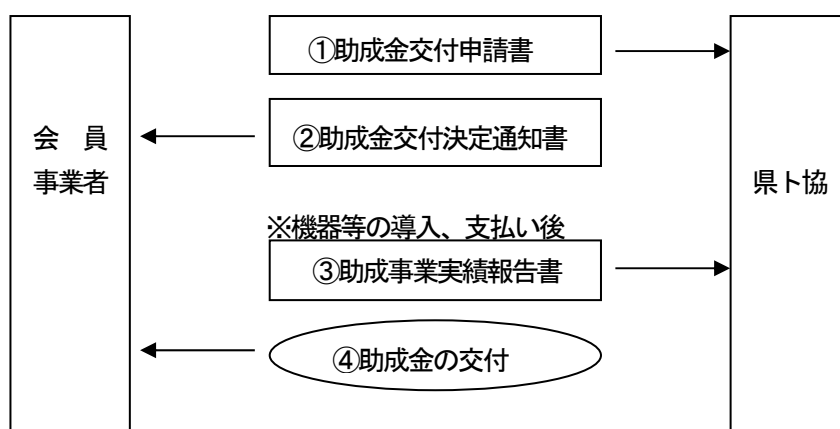 ①助成金交付申請書
②助成金交付決定通知書
会　員
事業者
県ト協
※機器等の導入、支払い後
③助成事業実績報告書
④助成金の交付